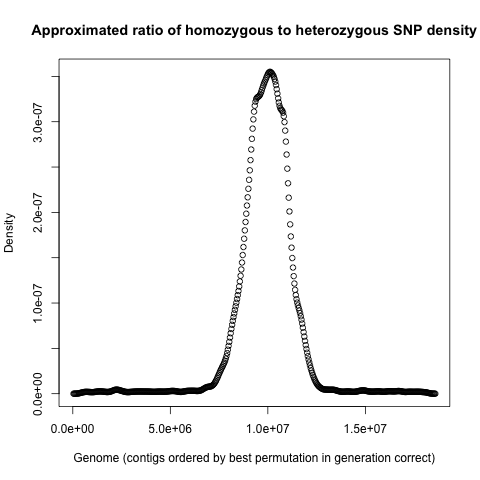 Approximated ratio of homozygous to heterozygous SNP density
Density
3.0e-07
2.0e-07
1.0e-07
0.0e+00
0.0e+00 5.0e+06 1.0e+07 1.5e+07
Genome (contigs ordered by best permutation in generation correct)